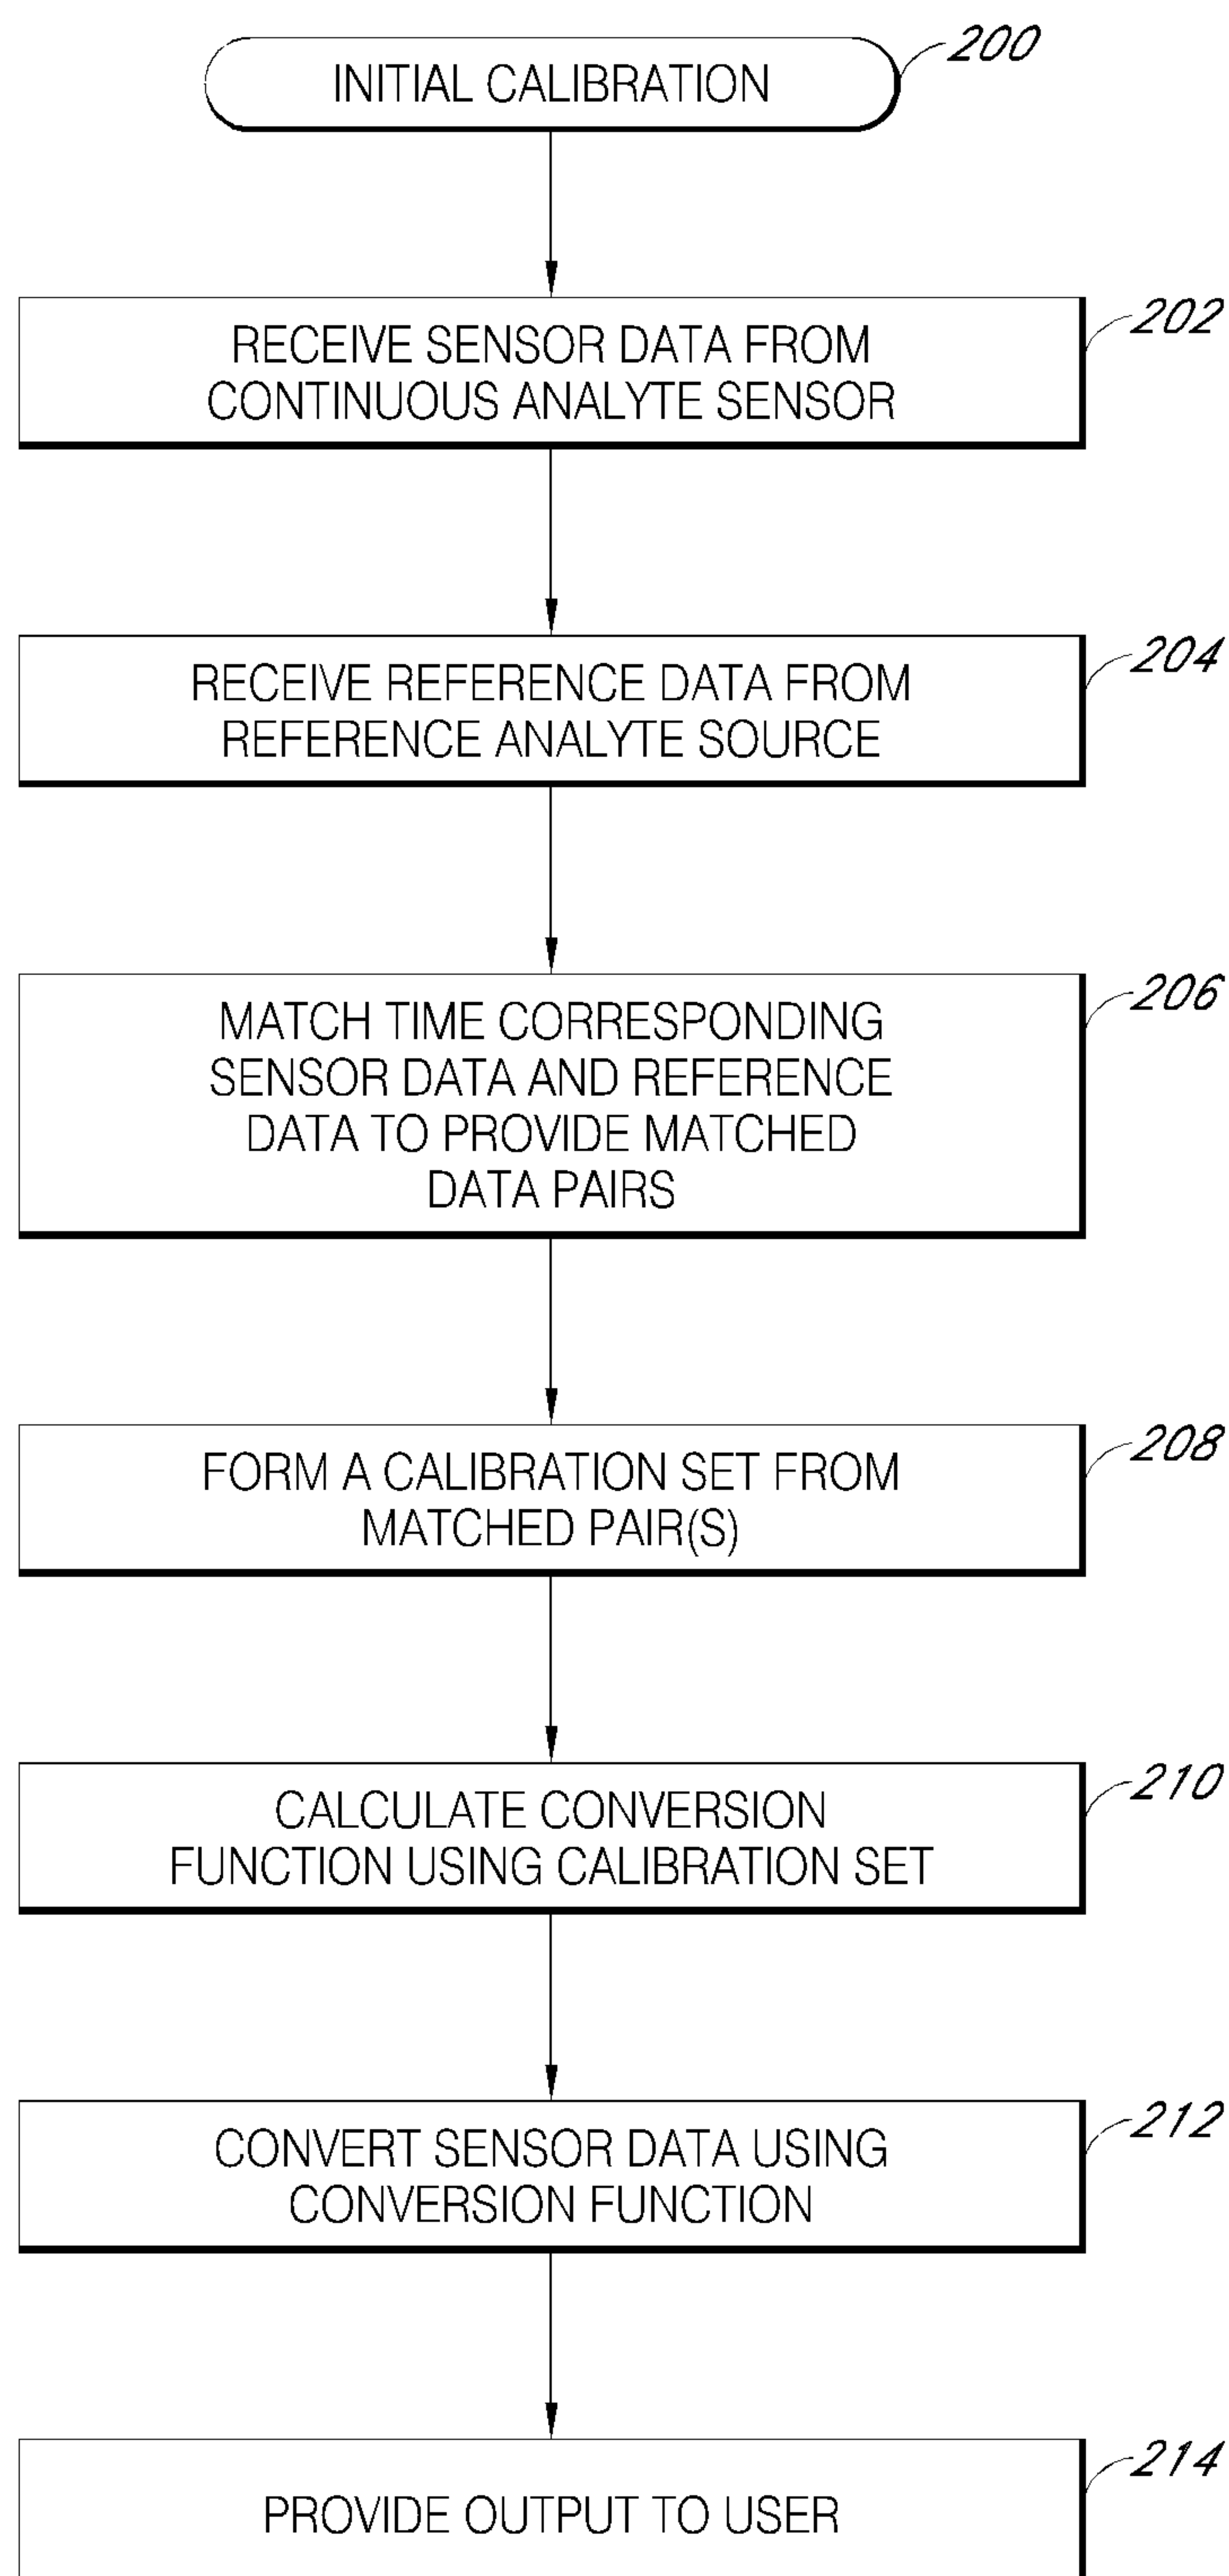 INITIAL CALIBRATION
200
RECEIVE SENSOR DATA FROM
CONTINUOUS ANALYTE SENSOR
202
RECEIVE REFERENCE DATA FROM
REFERENCE ANALYTE SOURCE
204
MATCH TIME CORRESPONDING
SENSOR DATA AND REFERENCE
DATA TO PROVIDE MATCHED
DATA PAIRS
206
FORM A CALIBRATION SET FROM
MATCHED PAIR(S)
208
CALCULATE CONVERSION
FUNCTION USING CALIBRATION SET
210
CONVERT SENSOR DATA USING
CONVERSION FUNCTION
212
PROVIDE OUTPUT TO USER
214